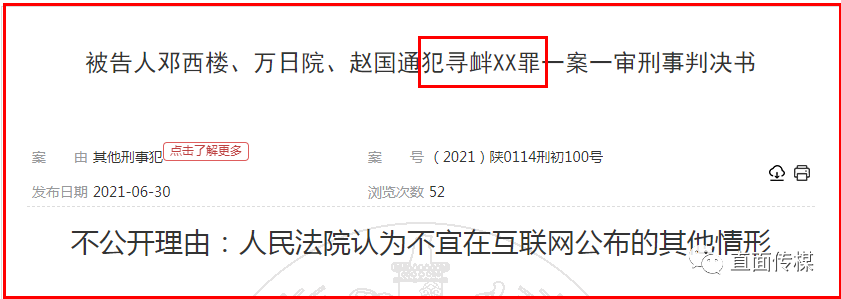 被告人邓西楼、万日院、赵国通犯寻衅XX罪一案一审刑事判决书
案 由 其他刑事犯 点击了解更多 案 号 （2021）陕0114刑初100号
发布日期 2021-06-30 浏览次数 52
不公开理由：人民法院认为不宜在互联网公布的其他情形
直面传媒